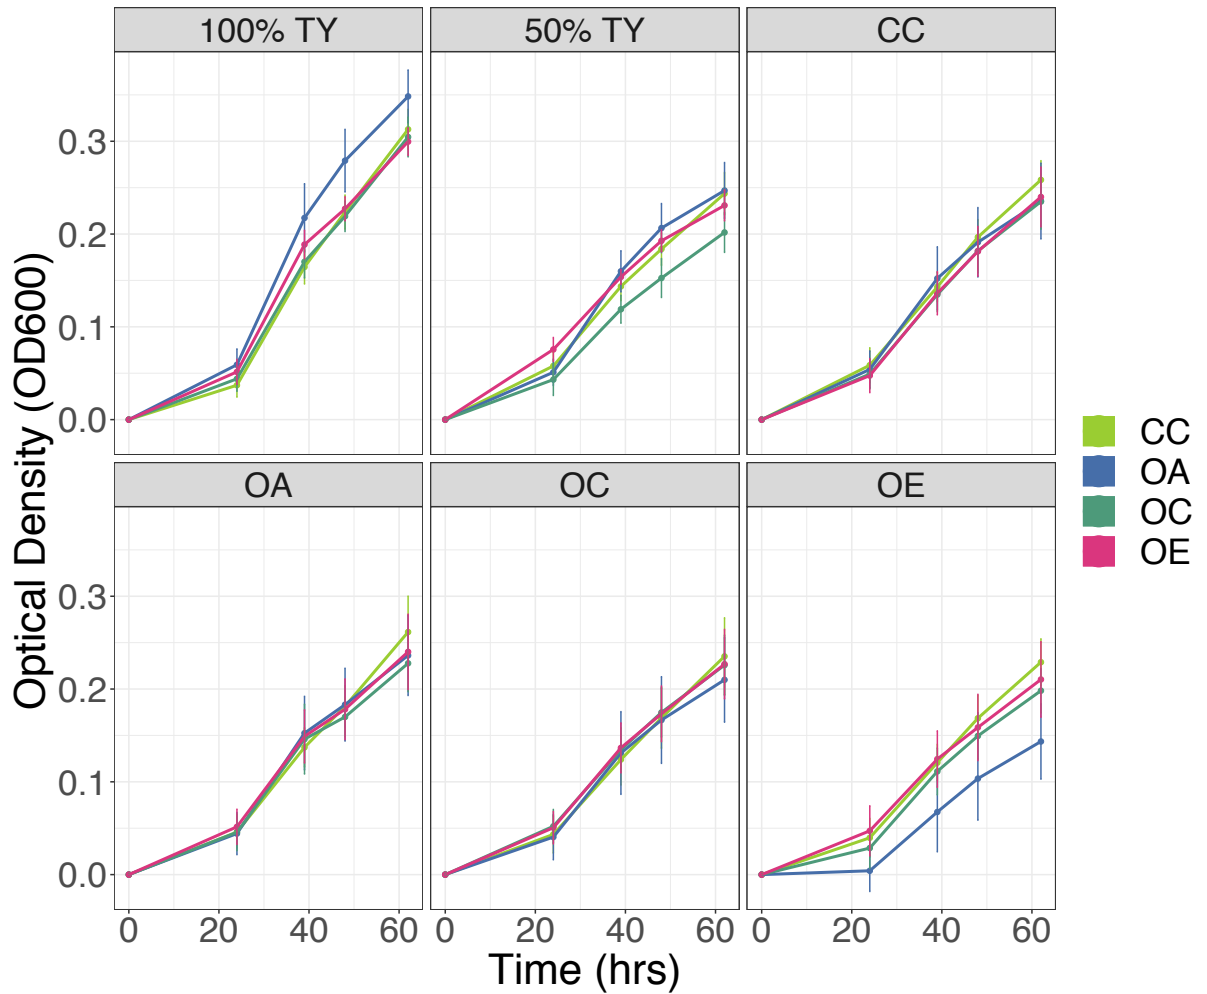 100% TY 50% TY CC
0.3
0.2
0.1
0.0
OA OC OE
0.3
0.2
0.1
0.0
0 20 40 60 0 20 40 60 0 20 40 60
Time (hrs)
Optical Density (OD600)
CC
OA
OC
OE